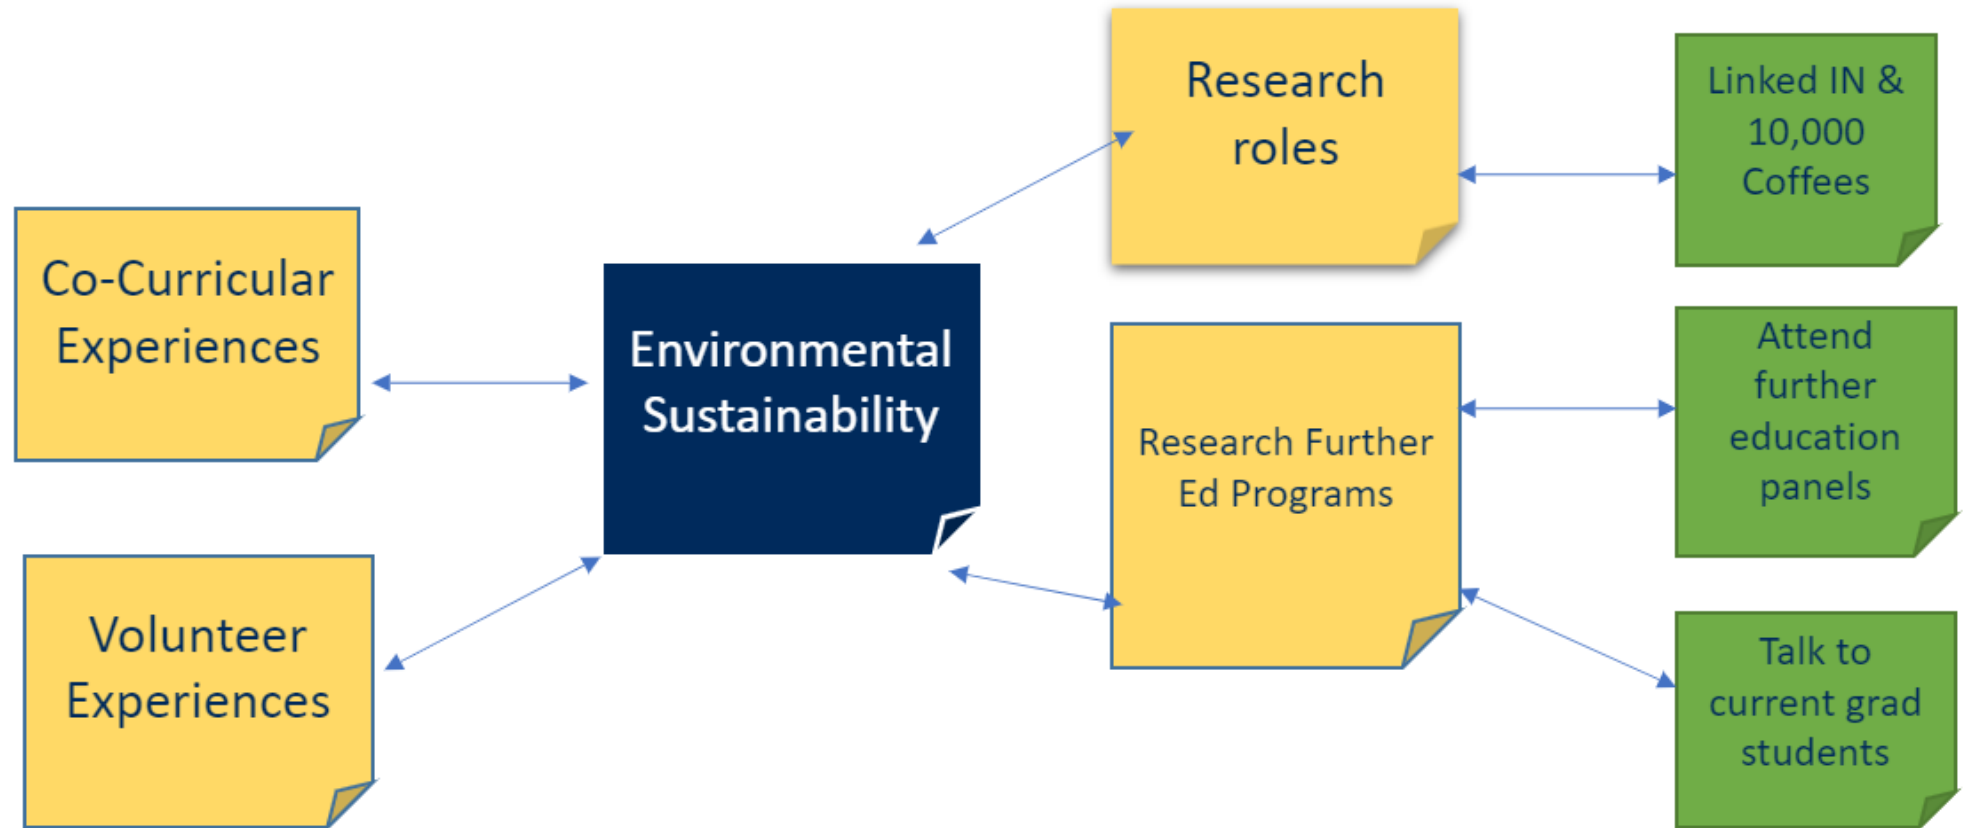 Co-Curricular
Experiences
Volunteer
Experiences
Environmental
Sustainability
Research
roles
Research Further
Ed Programs
Linked IN &
10,000
Coffees
Attend
further
education
panels
Talk to
current grad
students